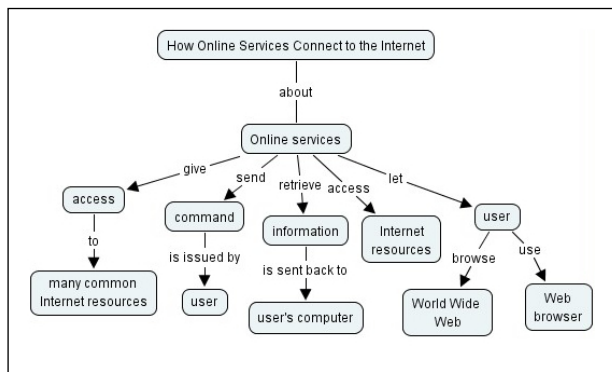 How Online Services Connect to the Internet
about
Online services
give
send
retrieve
access
let
access
command
information
Internet
resources
user
to
is issued by
is sent back to
browse
use
many common
Internet resources
user
user's computer
World Wide
Web
Web
browser